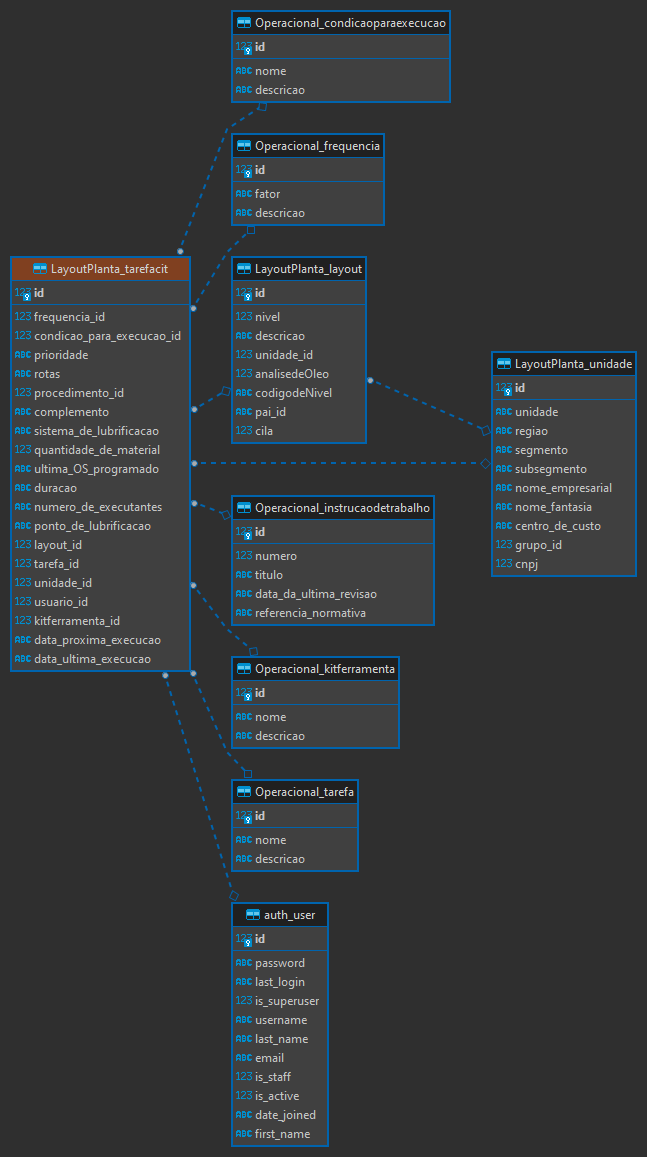 Operacional_condicaoparaexecucao
123 id
ABC nome
ABC descricao
Operacional_frequencia
123 id
ABC fator
ABC descricao
LayoutPlanta_tarefacit
123 id
123 frequencia_id
123 condicao_para_execucao_id
ABC prioridade
ABC rotas
123 procedimento_id
ABC complemento
123 sistema_de_lubrificacao
123 quantidade_de_material
ABC ultima_OS_programado
ABC duracao
ABC numero_de_executantes
ABC ponto_de_lubrificacao
123 layout_id
123 tarefa_id
123 unidade_id
123 usuario_id
123 kitferramenta_id
ABC data_proxima_execucao
ABC data_ultima_execucao
LayoutPlanta_layout
123 id
123 nivel
ABC descricao
123 unidade_id
123 analisedeOleo
ABC codigodeNivel
123 pai_id
123 cila
LayoutPlanta_unidade
123 id
ABC unidade
ABC regiao
ABC segmento
ABC subsegmento
ABC nome_empresarial
ABC nome_fantasia
ABC centro_de_custo
123 grupo_id
123 cnpj
Operacional_instrucaodetrabalho
123 id
123 numero
ABC titulo
ABC data_da_ultima_revisao
ABC referencia_normativa
Operacional_kitferramenta
123 id
ABC nome
ABC descricao
Operacional_tarefa
123 id
ABC nome
ABC descricao
auth_user
123 id
ABC password
ABC last_login
123 is_superuser
ABC username
ABC last_name
ABC email
123 is_staff
123 is_active
ABC date_joined
ABC first_name